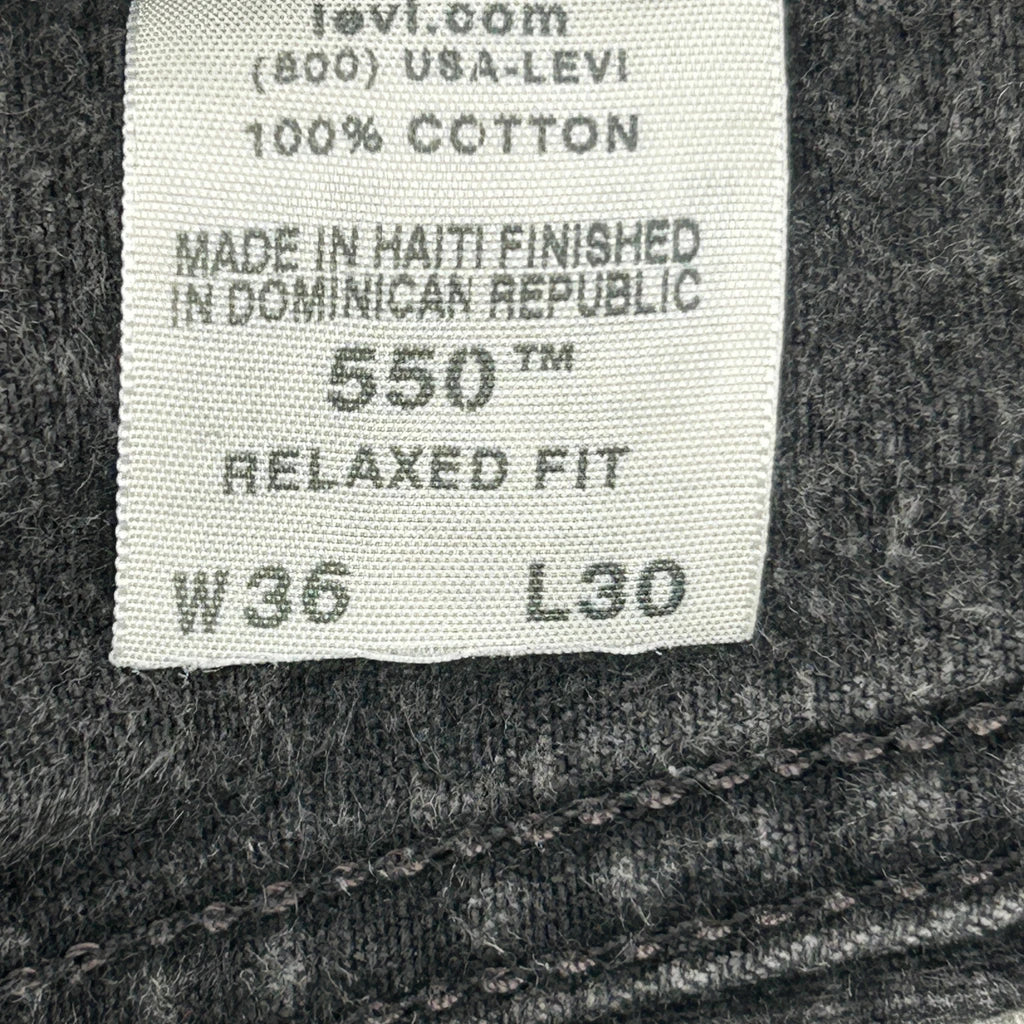 levi.com
(800) USA-LEVI
100% COTTON
MADE IN HAITI FINISHED
IN DOMINICAN REPUBLIC
550™
RELAXED FIT
W36 L30